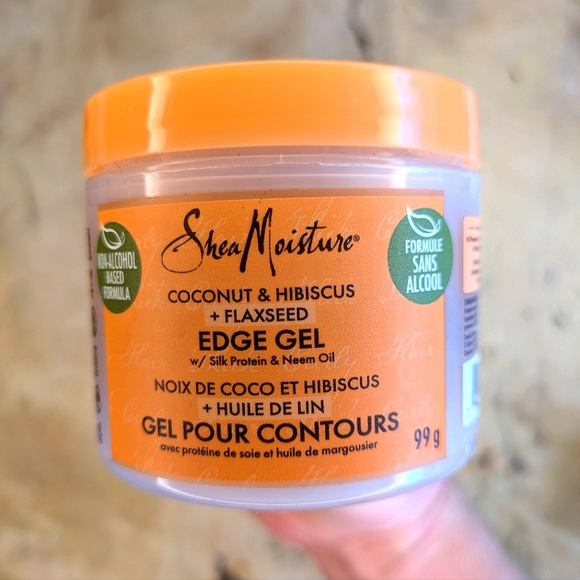 SheaMoisture®
NON-ALCOHOL
BASED
FORMULA
FORMULE
SANS
ALCOOL
COCONUT & HIBISCUS
+ FLAXSEED
EDGE GEL
w/ Silk Protein & Neem Oil
NOIX DE COCO ET HIBISCUS
+ HUILE DE LIN
GEL POUR CONTOURS
avec protéine de soie et huile de margousier
99 g